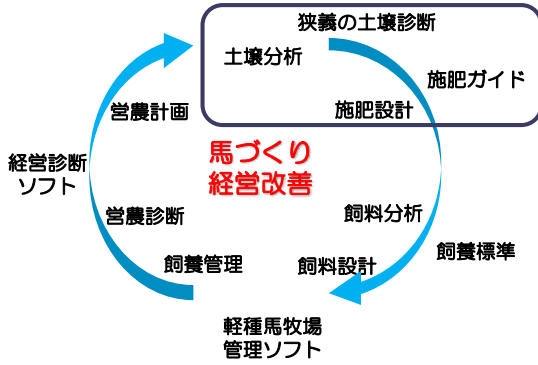 狭義の土壌診断
土壌分析
施肥ガイド
施肥設計
営農計画
馬づくり
経営改善
経営診断
ソフト
営農診断
飼料分析
飼養標準
飼養管理
飼料設計
軽種馬牧場
管理ソフト